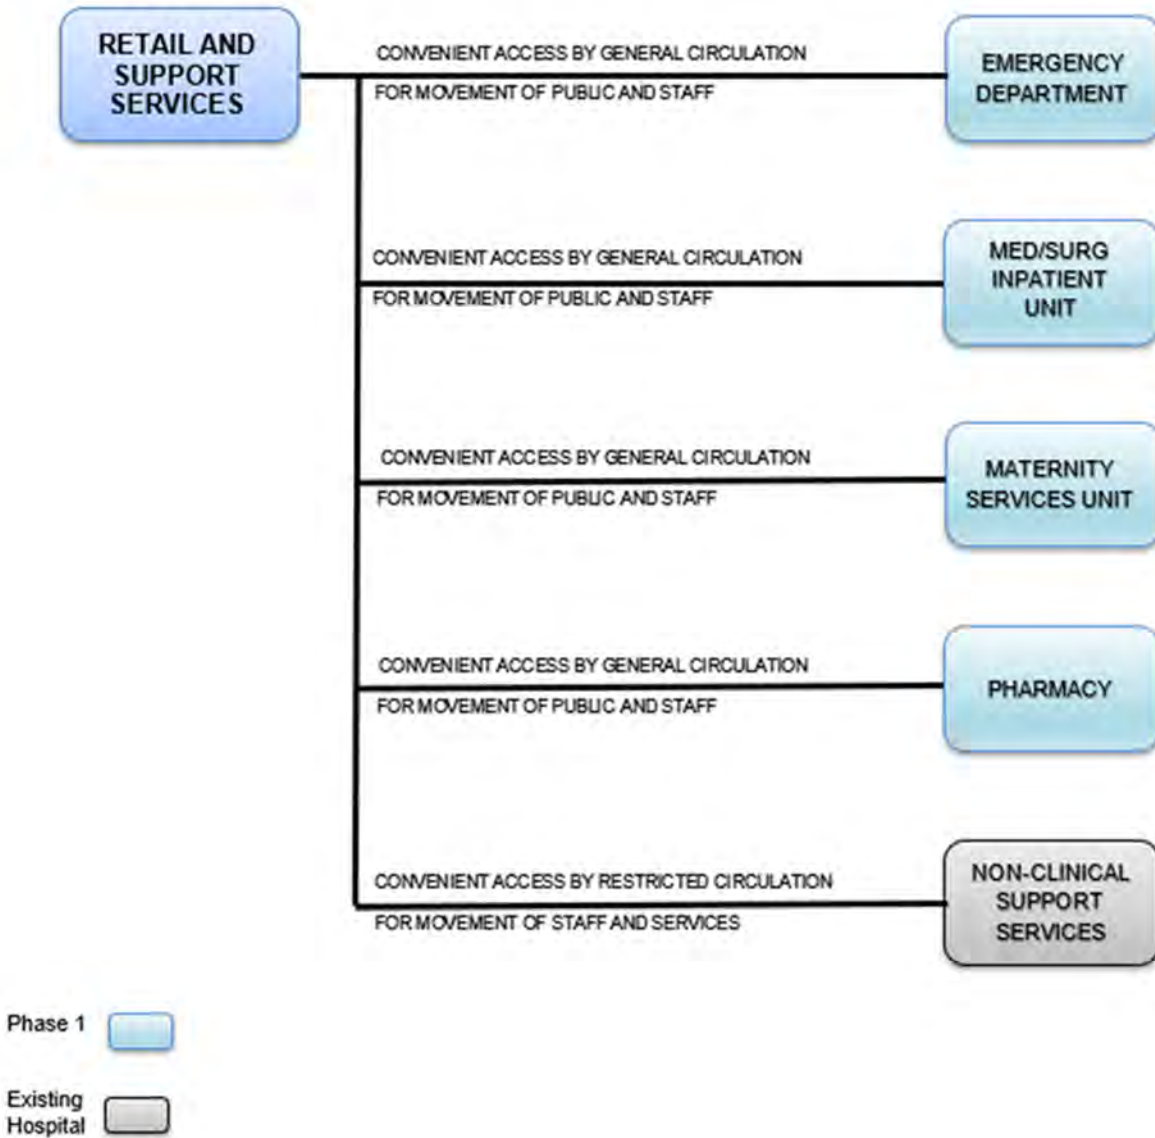 RETAIL AND
SUPPORT
SERVICES
CONVENIENT ACCESS BY GENERAL CIRCULATION
FOR MOVEMENT OF PUBLIC AND STAFF
EMERGENCY
DEPARTMENT
CONVENIENT ACCESS BY GENERAL CIRCULATION
FOR MOVEMENT OF PUBLIC AND STAFF
MED/SURG
INPATIENT
UNIT
CONVENIENT ACCESS BY GENERAL CIRCULATION
FOR MOVEMENT OF PUBLIC AND STAFF
MATERNITY
SERVICES UNIT
CONVENIENT ACCESS BY GENERAL CIRCULATION
FOR MOVEMENT OF PUBLIC AND STAFF
PHARMACY
CONVENIENT ACCESS BY RESTRICTED CIRCULATION
FOR MOVEMENT OF STAFF AND SERVICES
NON-CLINICAL
SUPPORT
SERVICES
Phase 1
Existing
Hospital